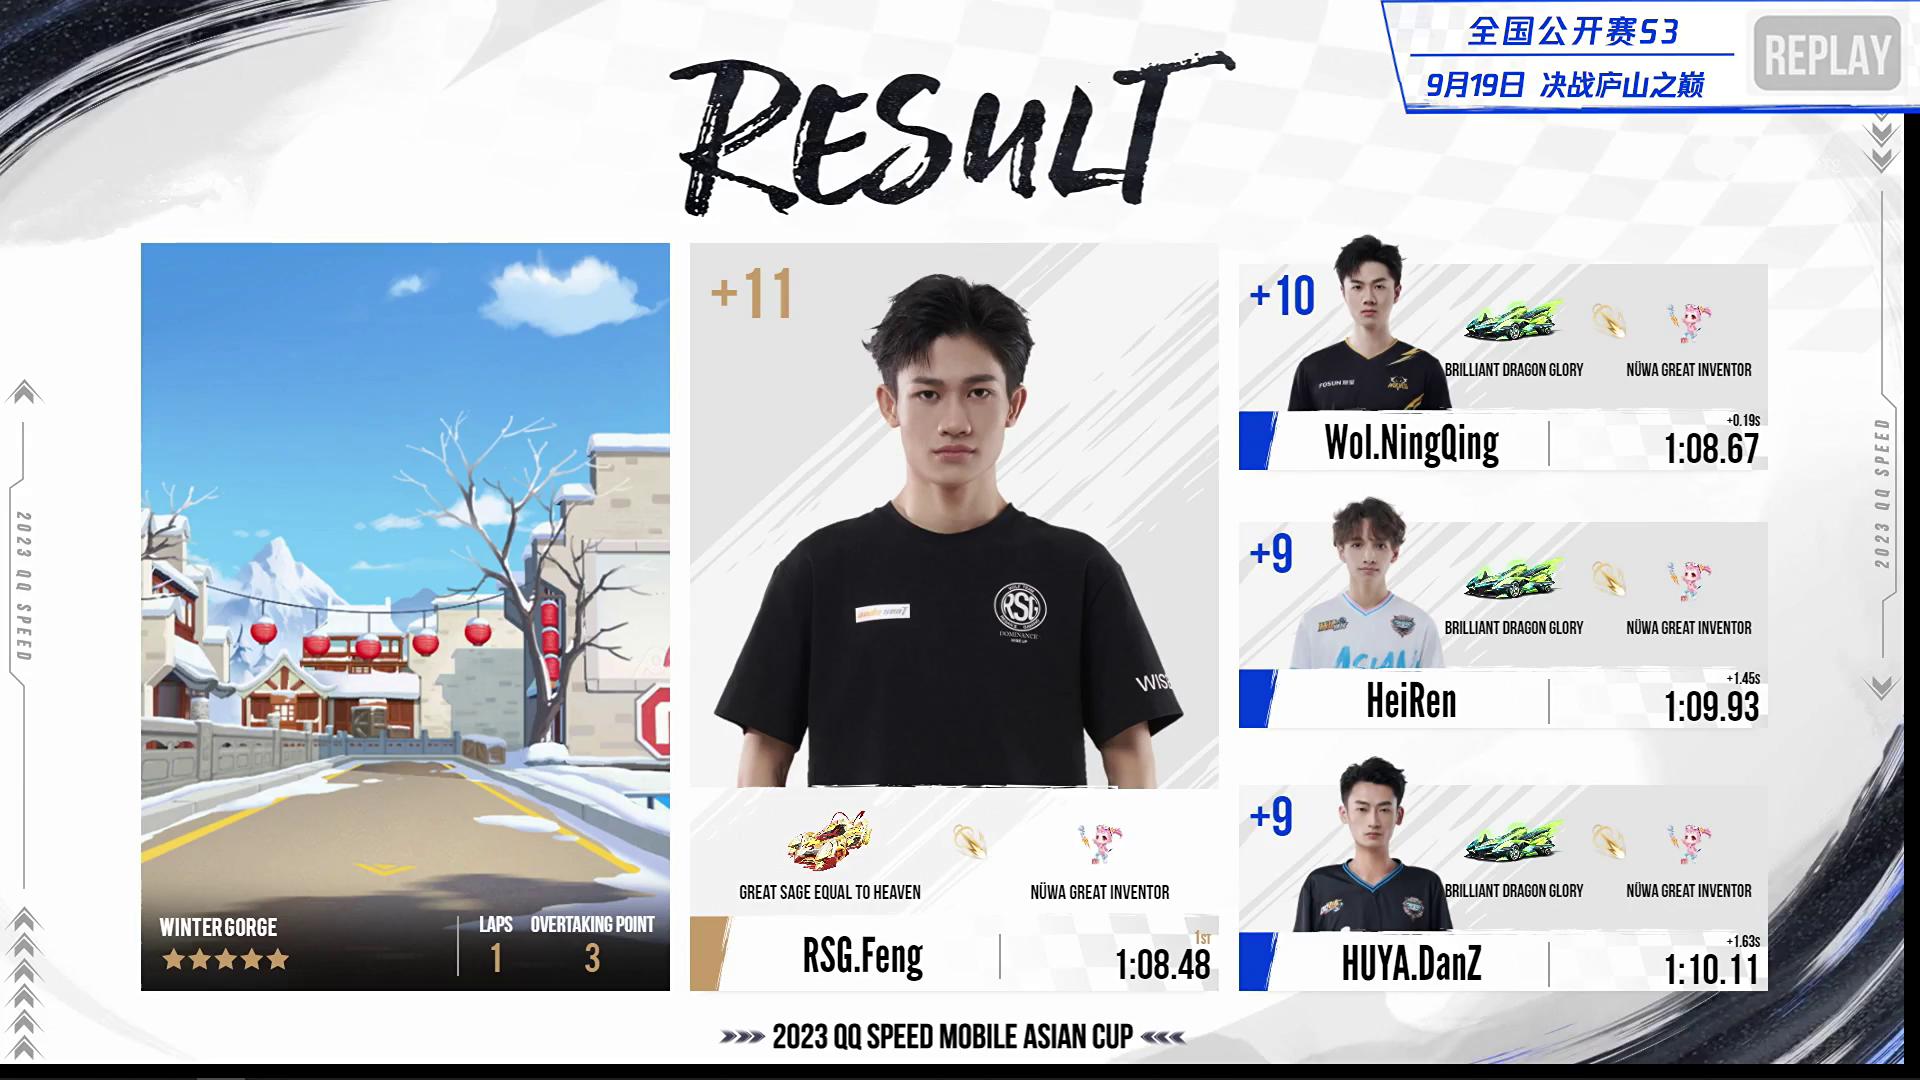 全国公开赛S3
9月19日 决战庐山之巅
REPLAY
RESULT
2023 QQ SPEED
2023 QQ SPEED
WINTER GORGE
LAPS
1
OVERTAKING POINT
3
+11
RSG
DOMINANCE
WISE
GREAT SAGE EQUAL TO HEAVEN
NÜWA GREAT INVENTOR
RSG.Feng
1ST
1:08.48
+10
FOSUN
BRILLIANT DRAGON GLORY
NÜWA GREAT INVENTOR
Wol.NingQing
+0.19s
1:08.67
+9
ASIAN
BRILLIANT DRAGON GLORY
NÜWA GREAT INVENTOR
HeiRen
+1.45s
1:09.93
+9
BRILLIANT DRAGON GLORY
NÜWA GREAT INVENTOR
HUYA.DanZ
+1.63s
1:10.11
2023 QQ SPEED MOBILE ASIAN CUP